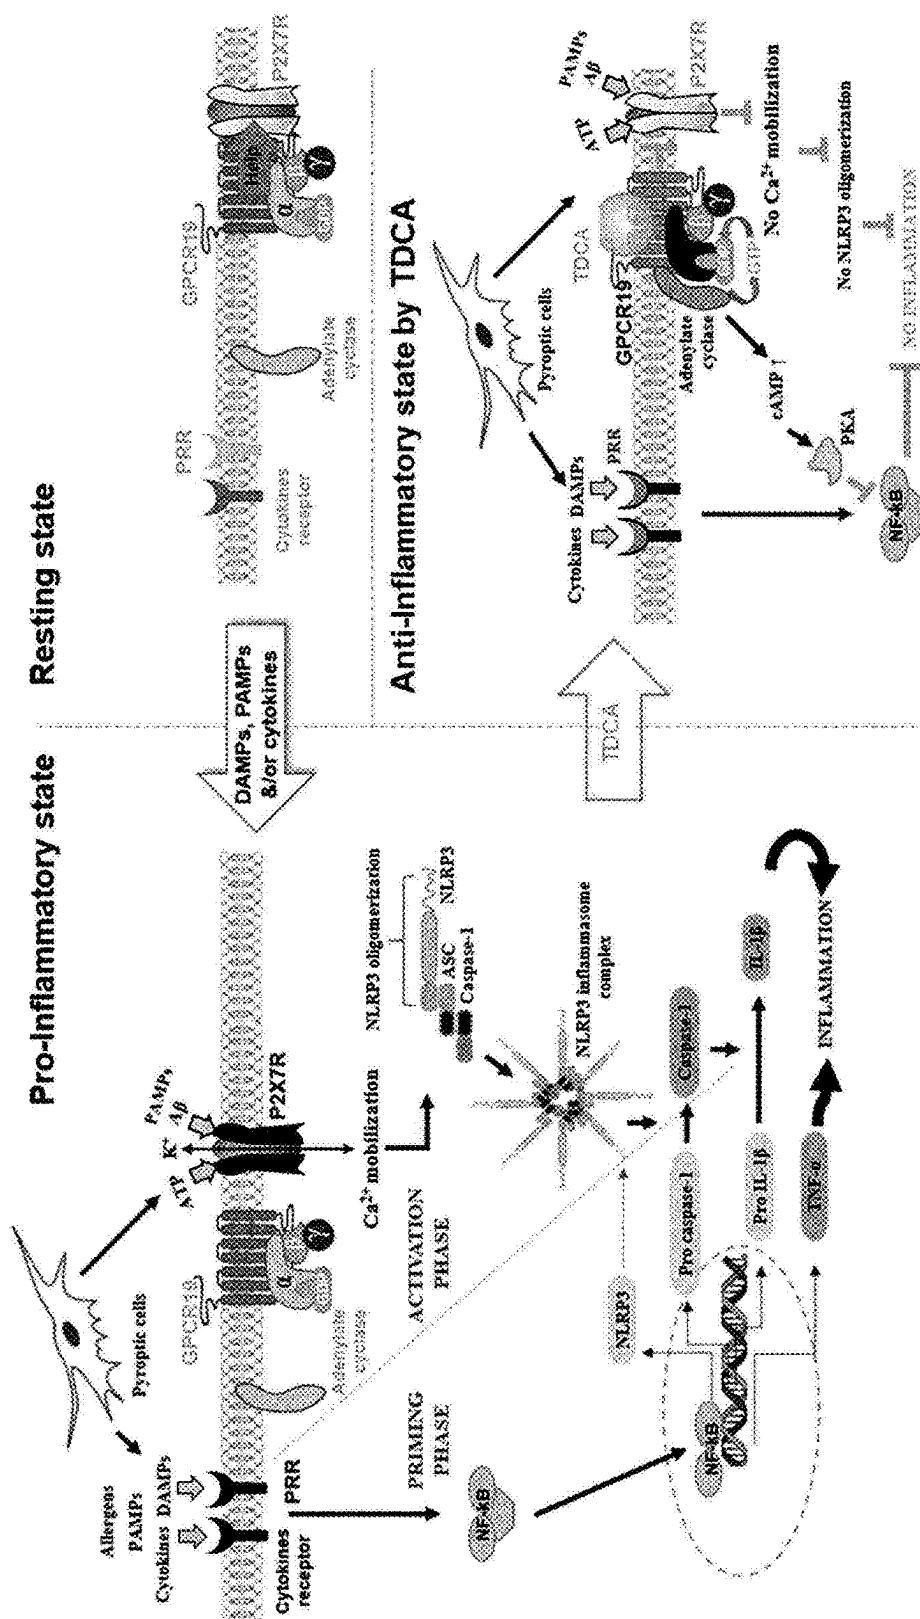 Pro-Inflammatory state
Pyroptic cells
Allergens
PAMPs
Cytokines DAMPs
Cytokines
receptor
PRR
GPCR19
α
Adenylate
cyclase
ATP
K⁺
PAMPs
Aβ
P2X7R
PRIMING
PHASE
ACTIVATION
PHASE
Ca²⁺ mobilization
NLRP3 oligomerization
NLRP3
ASC
Caspase-1
NLRP3 inflammasome
complex
NF-kB
NF-kB
NLRP3
Pro caspase-1
Caspase-1
Pro IL-1β
IL-1β
TNF-α
INFLAMMATION
DAMPs, PAMPs
&/or cytokines
TDCA
Resting state
Cytokines
receptor
PRR
Adenylate
cyclase
GPCR19
Help
α
P2X7R
Anti-Inflammatory state by TDCA
Pyroptic cells
Cytokines DAMPs
PRR
TDCA
GPCR19
Adenylate
cyclase
GTP
ATP
PAMPs
Aβ
P2X7R
cAMP ↑
PKA
NF-kB
No Ca²⁺ mobilization
No NLRP3 oligomerization
NO INFLAMMATION